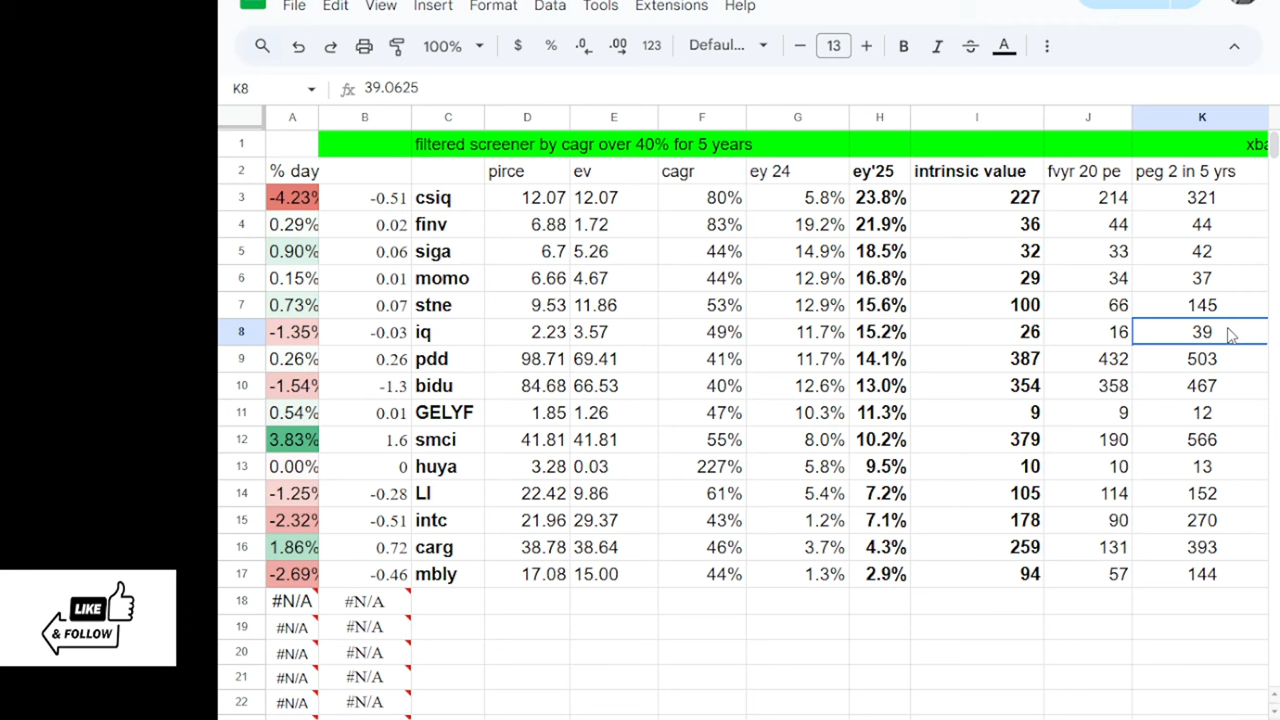 File Edit View Insert Format Data Tools Extensions Help
100% $ % .0 .00 123 Defaul... − 13 + B I S A
K8 fx 39.0625
A B C D E F G H I J K
1 filtered screener by cagr over 40% for 5 years xba
2 % day pirce ev cagr ey 24 ey'25 intrinsic value fvyr 20 pe peg 2 in 5 yrs
3 -4.23% -0.51 csiq 12.07 12.07 80% 5.8% 23.8% 227 214 321
4 0.29% 0.02 finv 6.88 1.72 83% 19.2% 21.9% 36 44 44
5 0.90% 0.06 siga 6.7 5.26 44% 14.9% 18.5% 32 33 42
6 0.15% 0.01 momo 6.66 4.67 44% 12.9% 16.8% 29 34 37
7 0.73% 0.07 stne 9.53 11.86 53% 12.9% 15.6% 100 66 145
8 -1.35% -0.03 iq 2.23 3.57 49% 11.7% 15.2% 26 16 39
9 0.26% 0.26 pdd 98.71 69.41 41% 11.7% 14.1% 387 432 503
10 -1.54% -1.3 bidu 84.68 66.53 40% 12.6% 13.0% 354 358 467
11 0.54% 0.01 GELYF 1.85 1.26 47% 10.3% 11.3% 9 9 12
12 3.83% 1.6 smci 41.81 41.81 55% 8.0% 10.2% 379 190 566
13 0.00% 0 huya 3.28 0.03 227% 5.8% 9.5% 10 10 13
14 -1.25% -0.28 LI 22.42 9.86 61% 5.4% 7.2% 105 114 152
15 -2.32% -0.51 intc 21.96 29.37 43% 1.2% 7.1% 178 90 270
16 1.86% 0.72 carg 38.78 38.64 46% 3.7% 4.3% 259 131 393
17 -2.69% -0.46 mbly 17.08 15.00 44% 1.3% 2.9% 94 57 144
18 #N/A #N/A
19 #N/A #N/A
20 #N/A #N/A
21 #N/A #N/A
22 #N/A #N/A
LIKE
& FOLLOW